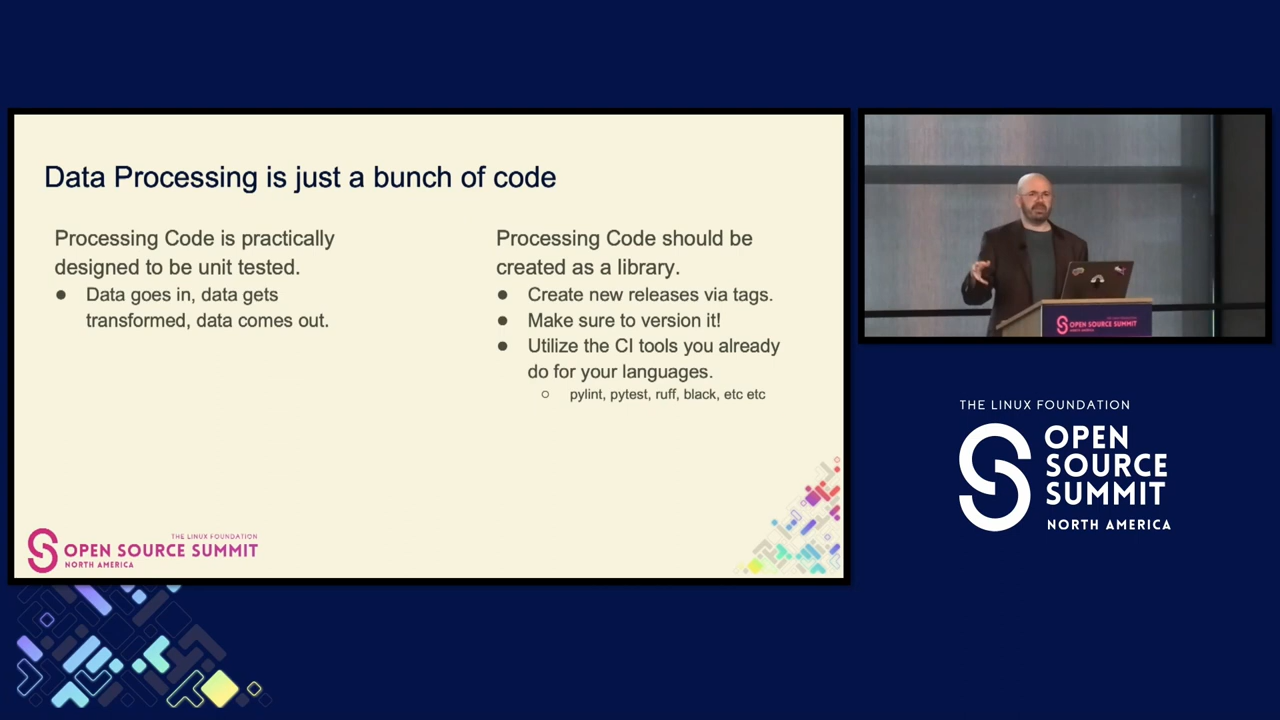 Data Processing is just a bunch of code
Processing Code is practically
designed to be unit tested.
● Data goes in, data gets
transformed, data comes out.
Processing Code should be
created as a library.
● Create new releases via tags.
● Make sure to version it!
● Utilize the CI tools you already
do for your languages.
○ pylint, pytest, ruff, black, etc etc
THE LINUX FOUNDATION
OPEN SOURCE SUMMIT
NORTH AMERICA
OPEN SOURCE SUMMIT
THE LINUX FOUNDATION
OPEN
SOURCE
SUMMIT
NORTH AMERICA